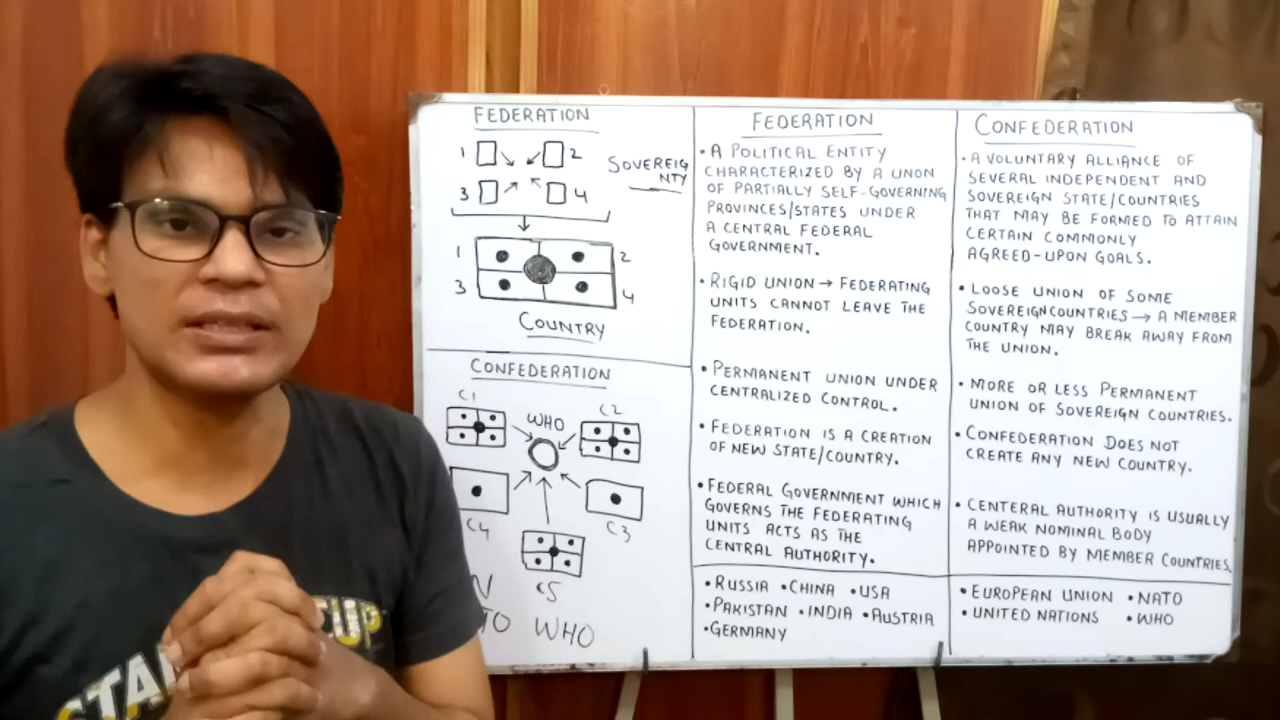 FEDERATION
1 2
3 4
SOVEREIG
NTY
1 2
3 4
COUNTRY
CONFEDERATION
C1 WHO C2
C4 C3
C5
WHO
FEDERATION
• A POLITICAL ENTITY
CHARACTERIZED BY A UNON
OF PARTIALLY SELF-GOVERNING
PROVINCES/STATES UNDER
A CENTRAL FEDERAL
GOVERNMENT.
• RIGID UNION → FEDERATING
UNITS CANNOT LEAVE THE
FEDERATION.
• PERMANENT UNION UNDER
CENTRALIZED CONTROL.
• FEDERATION IS A CREATION
OF NEW STATE/COUNTRY.
• FEDERAL GOVERNMENT WHICH
GOVERNS THE FEDERATING
UNITS ACTS AS THE
CENTRAL AUTHORITY.
• RUSSIA • CHINA • USA
• PAKISTAN • INDIA • AUSTRIA
• GERMANY
CONFEDERATION
• A VOLUNTARY ALLIANCE OF
SEVERAL INDEPENDENT AND
SOVEREIGN STATE/COUNTRIES
THAT MAY BE FORMED TO ATTAIN
CERTAIN COMMONLY
AGREED-UPON GOALS.
• LOOSE UNION OF SOME
SOVEREIGN COUNTRIES → A MEMBER
COUNTRY MAY BREAK AWAY FROM
THE UNION.
• MORE OR LESS PERMANENT
UNION OF SOVEREIGN COUNTRIES.
• CONFEDERATION DOES NOT
CREATE ANY NEW COUNTRY.
• CENTERAL AUTHORITY IS USUALLY
A WEAK NOMINAL BODY
APPOINTED BY MEMBER COUNTRIES.
• EUROPEAN UNION • NATO
• UNITED NATIONS • WHO